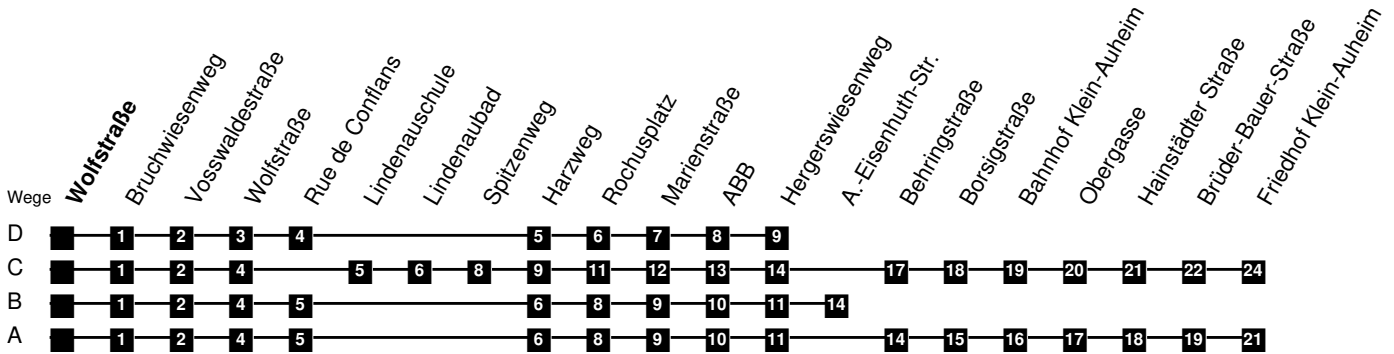 Wolfstraße
Bruchwiesenweg
Vosswaldestraße
Wolfstraße
Rue de Conflans
Lindenauschule
Lindenaubad
Spitzenweg
Harzweg
Rochusplatz
Marienstraße
ABB
Hergerswiesenweg
A.-Eisenhuth-Str.
Behringstraße
Borsigstraße
Bahnhof Klein-Auheim
Obergasse
Hainstädter Straße
Brüder-Bauer-Straße
Friedhof Klein-Auheim
Wege
D 1 2 3 4 5 6 7 8 9
C 1 2 4 5 6 8 9 11 12 13 14 17 18 19 20 21 22 24
B 1 2 4 5 6 8 9 10 11 14
A 1 2 4 5 6 8 9 10 11 14 15 16 17 18 19 21